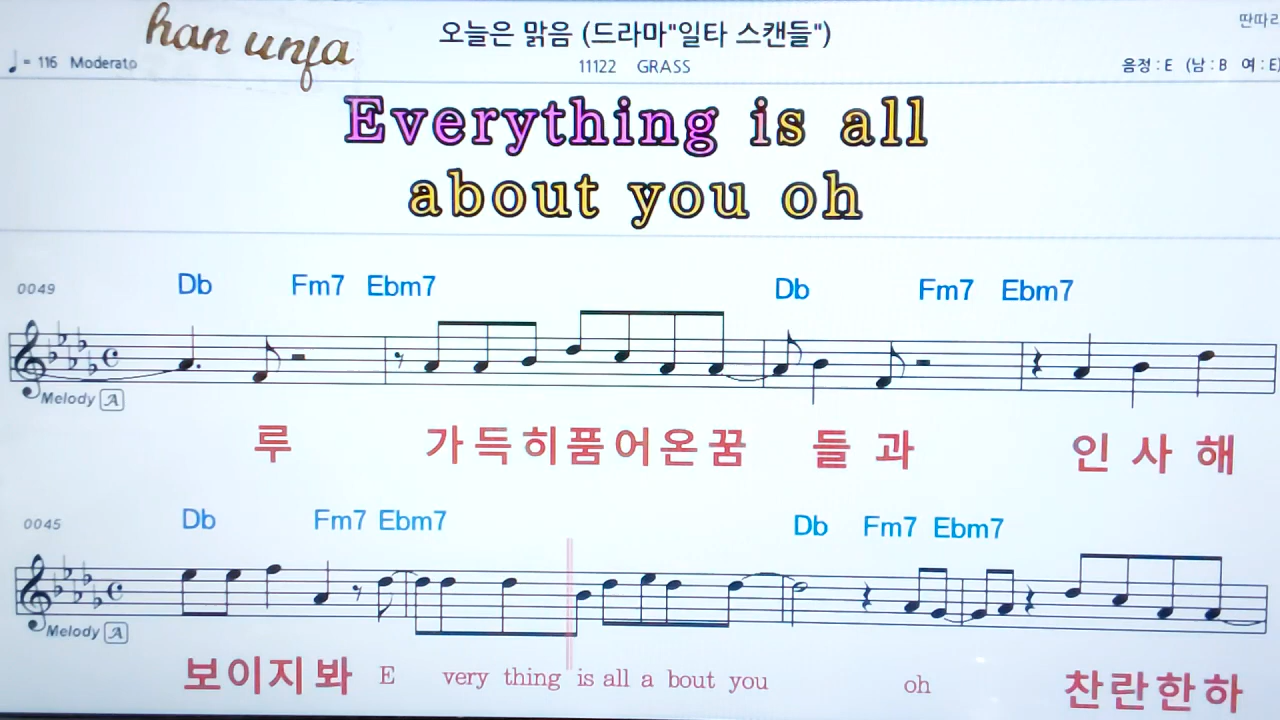 han unfa
오늘은 맑음 (드라마"일타 스캔들")
딴따라
♩= 116 Moderato
11122 GRASS
음정 : E (남 : B 여 : E)
Everything is all
about you oh
0049
Db Fm7 Ebm7 Db Fm7 Ebm7
Melody A
루 가득히품어온꿈 들 과 인 사 해
0045
Db Fm7 Ebm7 Db Fm7 Ebm7
Melody A
보이지 봐 E very thing is all a bout you oh 찬란한하